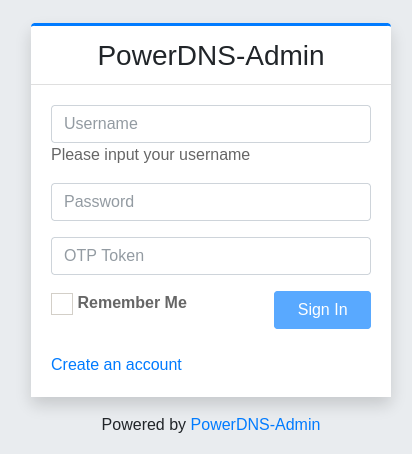 PowerDNS-Admin
Username
Please input your username
Password
OTP Token
Remember Me
Sign In
Create an account
Powered by PowerDNS-Admin